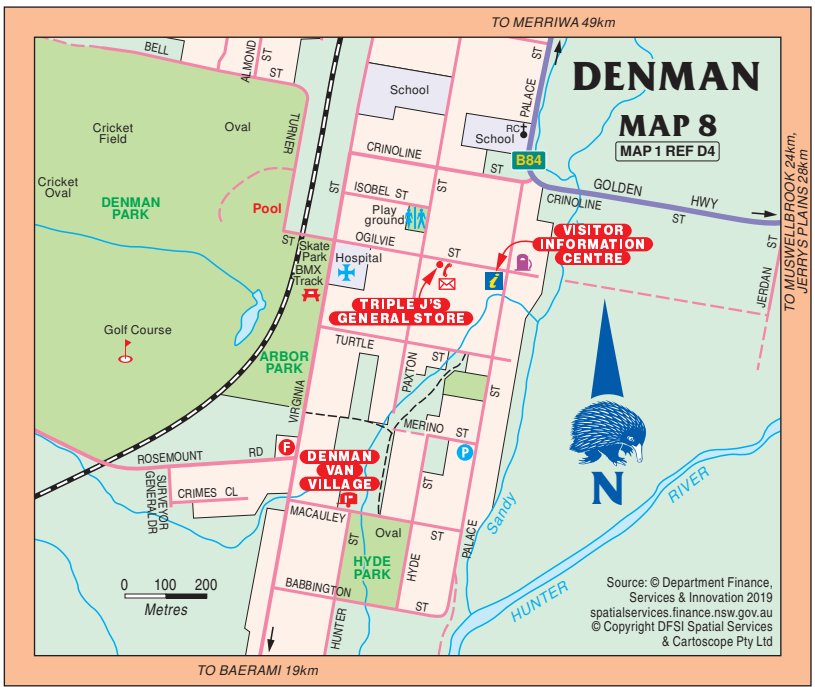 TO MERRIWA 49km
BELL
ALMOND
ST
ST
ST
PALACE
DENMAN
MAP 8
MAP 1 REF D4
School
TURNER
Cricket
Field
Oval
RC
School
CRINOLINE
ST
B84
TO MUSWELLBROOK 24km,
JERRYS PLAINS 28km
Cricket
Oval
DENMAN
PARK
Pool
ST
ISOBEL ST
ST
GOLDEN
HWY
CRINOLINE
ST
Play
ground
OGILVIE
ST
ST
VISITOR
INFORMATION
CENTRE
ST
Skate
Park
BMX
Track
Hospital
i
JERDAN
TRIPLE J'S
GENERAL STORE
Golf Course
TURTLE
ST
ARBOR
PARK
PAXTON
ST
VIRGINIA
MERINO
ST
N
ROSEMOUNT
RD
F
DENMAN
VAN
VILLAGE
P
SURVEYOR
GENERAL DR
CRIMES CL
ST
Sandy
RIVER
MACAULEY
ST
Oval
ST
PALACE
HYDE
PARK
HYDE
0 100 200
Metres
BABBINGTON
ST
HUNTER
HUNTER
Source: © Department Finance,
Services & Innovation 2019
spatialservices.finance.nsw.gov.au
© Copyright DFSI Spatial Services
& Cartoscope Pty Ltd
TO BAERAMI 19km